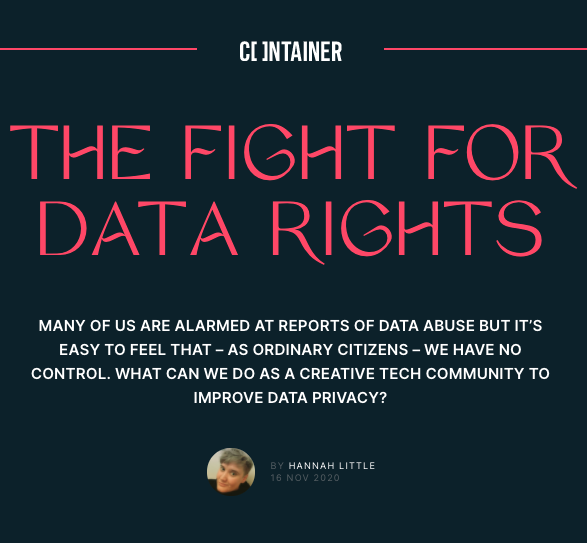 C[ ]NTAINER
THE FIGHT FOR
DATA RIGHTS
MANY OF US ARE ALARMED AT REPORTS OF DATA ABUSE BUT IT’S
EASY TO FEEL THAT – AS ORDINARY CITIZENS – WE HAVE NO
CONTROL. WHAT CAN WE DO AS A CREATIVE TECH COMMUNITY TO
IMPROVE DATA PRIVACY?
BY HANNAH LITTLE
16 NOV 2020